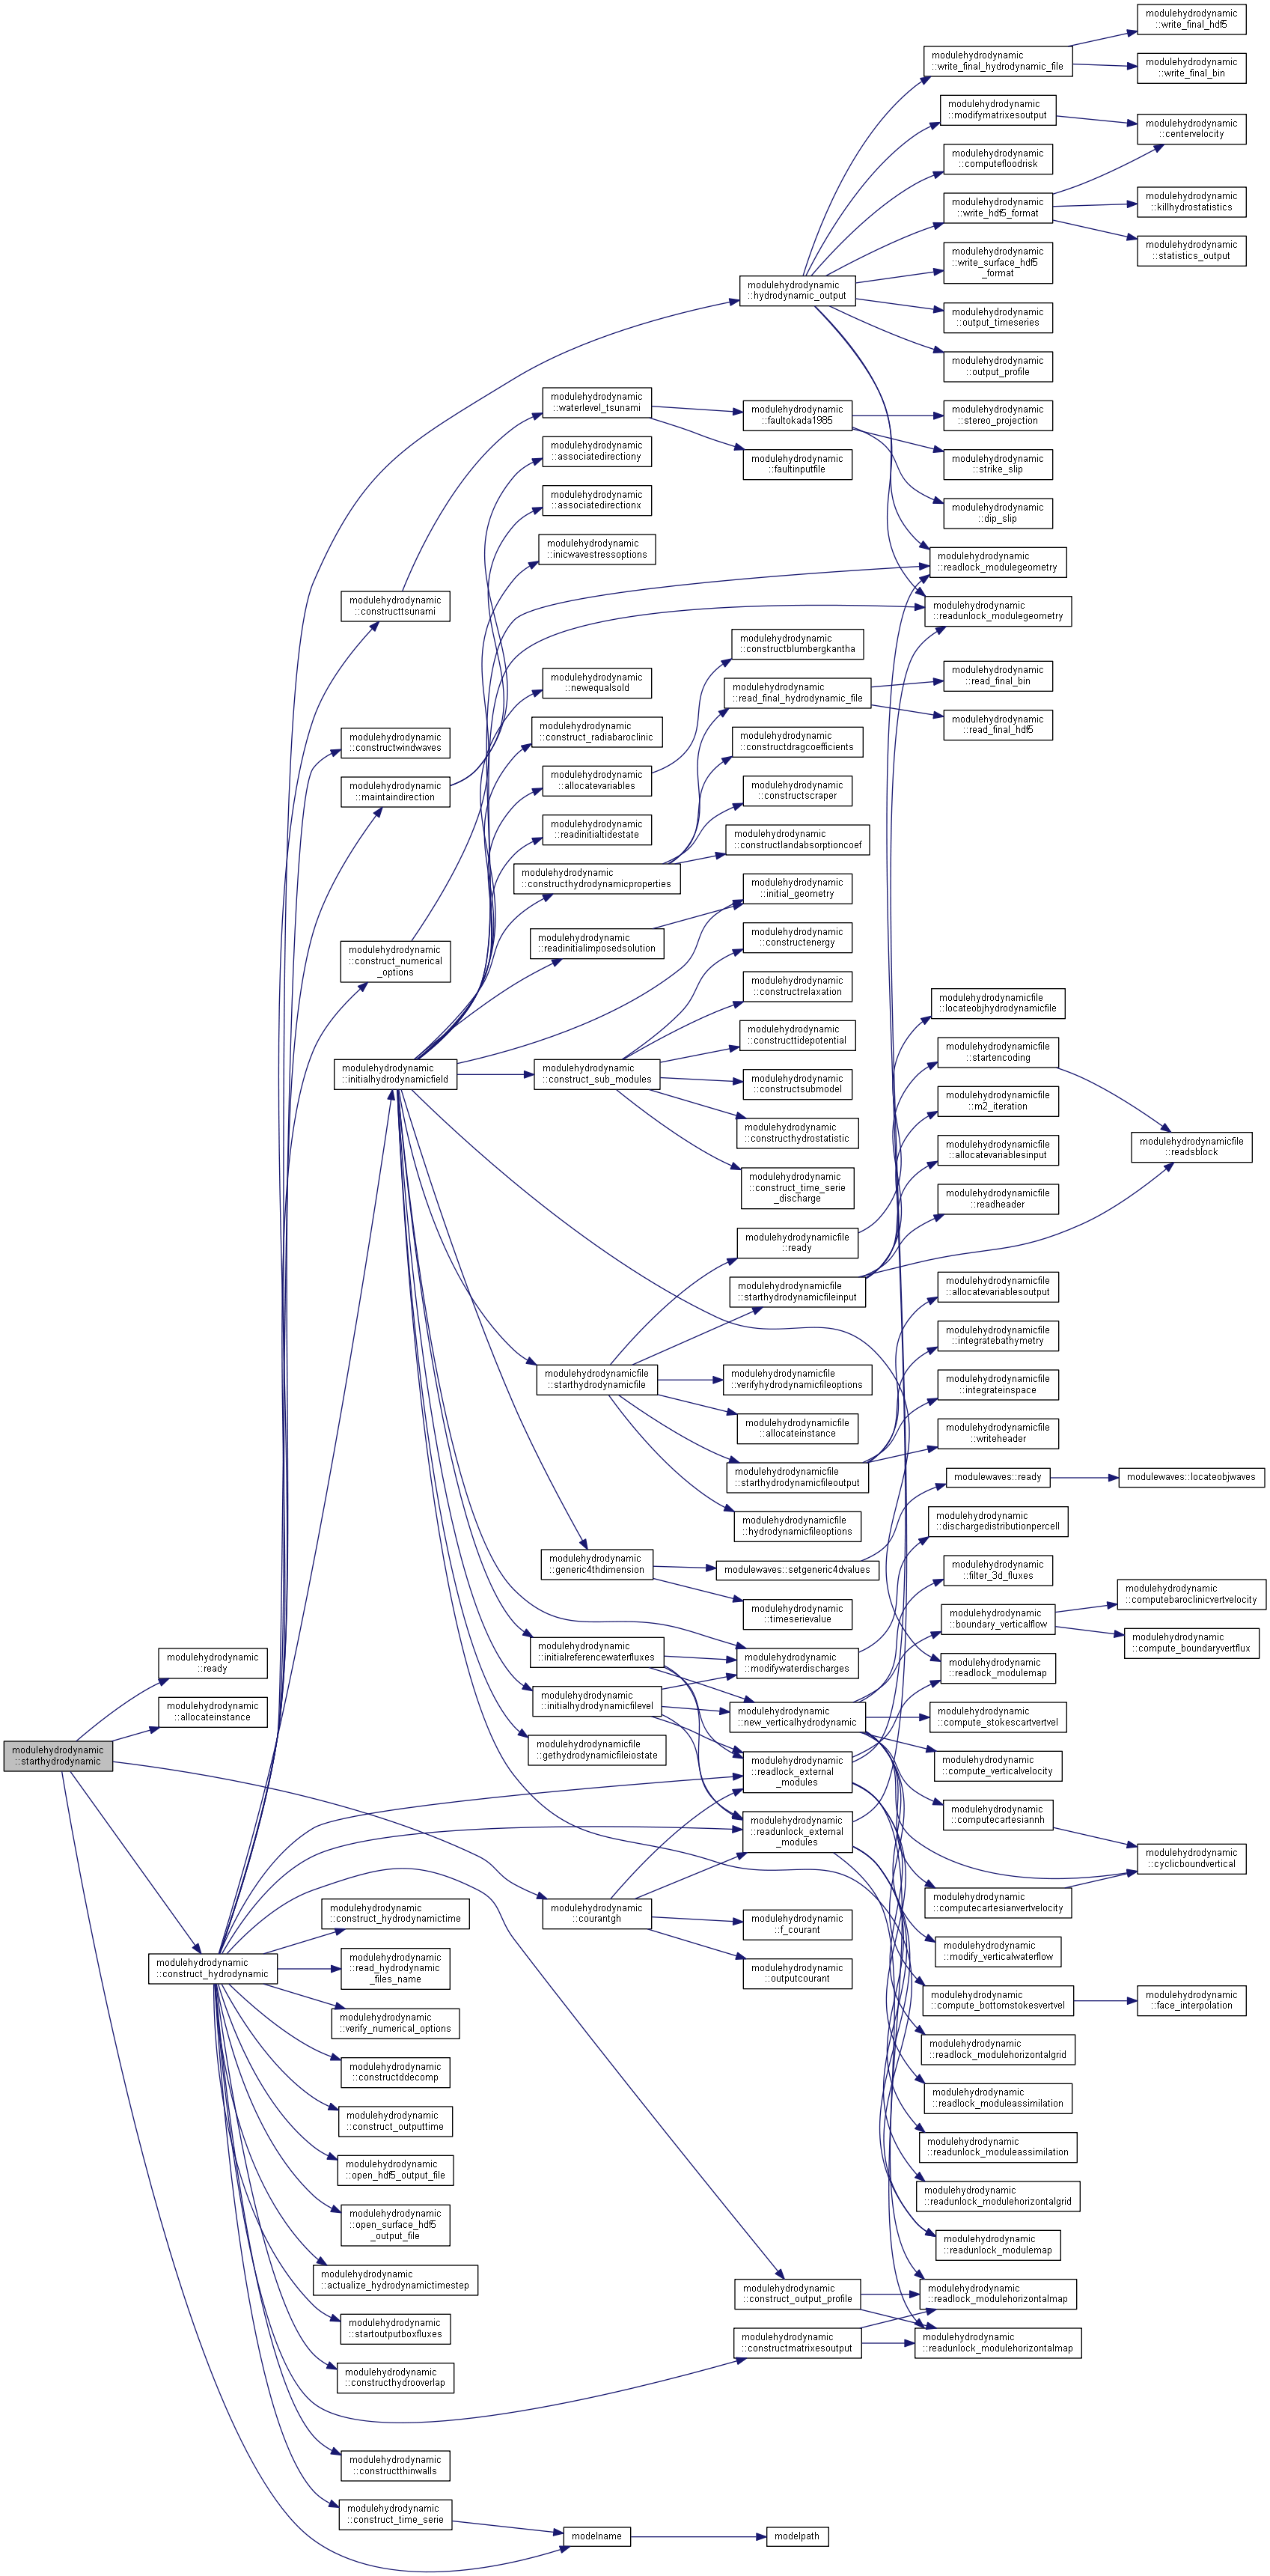 modulehydrodynamic
::write_final_hdf5
modulehydrodynamic
::write_final_hydrodynamic_file
modulehydrodynamic
::write_final_bin
modulehydrodynamic
::modifymatrixesoutput
modulehydrodynamic
::centervelocity
modulehydrodynamic
::computefloodrisk
modulehydrodynamic
::write_hdf5_format
modulehydrodynamic
::killhydrostatistics
modulehydrodynamic
::statistics_output
modulehydrodynamic
::write_surface_hdf5
_format
modulehydrodynamic
::hydrodynamic_output
modulehydrodynamic
::output_timeseries
modulehydrodynamic
::output_profile
modulehydrodynamic
::waterlevel_tsunami
modulehydrodynamic
::faultokada1985
modulehydrodynamic
::stereo_projection
modulehydrodynamic
::associatedirectiony
modulehydrodynamic
::faultinputfile
modulehydrodynamic
::strike_slip
modulehydrodynamic
::associatedirectionx
modulehydrodynamic
::dip_slip
modulehydrodynamic
::inicwavestressoptions
modulehydrodynamic
::readlock_modulegeometry
modulehydrodynamic
::constructtsunami
modulehydrodynamic
::readunlock_modulegeometry
modulehydrodynamic
::constructblumbergkantha
modulehydrodynamic
::newequalsold
modulehydrodynamic
::read_final_hydrodynamic_file
modulehydrodynamic
::read_final_bin
modulehydrodynamic
::constructwindwaves
modulehydrodynamic
::construct_radiabaroclinic
modulehydrodynamic
::constructdragcoefficients
modulehydrodynamic
::read_final_hdf5
modulehydrodynamic
::maintaindirection
modulehydrodynamic
::allocatevariables
modulehydrodynamic
::constructscraper
modulehydrodynamic
::readinitialtidestate
modulehydrodynamic
::constructlandabsorptioncoef
modulehydrodynamic
::constructhydrodynamicproperties
modulehydrodynamic
::initial_geometry
modulehydrodynamic
::construct_numerical
_options
modulehydrodynamic
::readinitialimposedsolution
modulehydrodynamic
::constructenergy
modulehydrodynamic
::constructrelaxation
modulehydrodynamicfile
::locateobjhydrodynamicfile
modulehydrodynamic
::constructtidepotential
modulehydrodynamicfile
::startencoding
modulehydrodynamic
::initialhydrodynamicfield
modulehydrodynamic
::construct_sub_modules
modulehydrodynamic
::constructsubmodel
modulehydrodynamicfile
::m2_iteration
modulehydrodynamic
::constructhydrostatistic
modulehydrodynamicfile
::allocatevariablesinput
modulehydrodynamicfile
::readsblock
modulehydrodynamic
::construct_time_serie
_discharge
modulehydrodynamicfile
::readheader
modulehydrodynamicfile
::ready
modulehydrodynamicfile
::starthydrodynamicfileinput
modulehydrodynamicfile
::allocatevariablesoutput
modulehydrodynamicfile
::integratebathymetry
modulehydrodynamicfile
::starthydrodynamicfile
modulehydrodynamicfile
::verifyhydrodynamicfileoptions
modulehydrodynamicfile
::integrateinspace
modulehydrodynamicfile
::allocateinstance
modulehydrodynamicfile
::writeheader
modulehydrodynamicfile
::starthydrodynamicfileoutput
modulewaves::ready
modulewaves::locateobjwaves
modulehydrodynamicfile
::hydrodynamicfileoptions
modulehydrodynamic
::dischargedistributionpercell
modulehydrodynamic
::generic4thdimension
modulewaves::setgeneric4dvalues
modulehydrodynamic
::filter_3d_fluxes
modulehydrodynamic
::timeserievalue
modulehydrodynamic
::boundary_verticalflow
modulehydrodynamic
::computebaroclinicvertvelocity
modulehydrodynamic
::compute_boundaryvertflux
modulehydrodynamic
::ready
modulehydrodynamic
::initialreferencewaterfluxes
modulehydrodynamic
::modifywaterdischarges
modulehydrodynamic
::readlock_modulemap
modulehydrodynamic
::allocateinstance
modulehydrodynamic
::initialhydrodynamicfilevel
modulehydrodynamic
::new_verticalhydrodynamic
modulehydrodynamic
::compute_stokescartvertvel
modulehydrodynamic
::starthydrodynamic
modulehydrodynamicfile
::gethydrodynamicfileiostate
modulehydrodynamic
::readlock_external
_modules
modulehydrodynamic
::compute_verticalvelocity
modulehydrodynamic
::readunlock_external
_modules
modulehydrodynamic
::computecartesiannh
modulehydrodynamic
::cyclicboundvertical
modulehydrodynamic
::construct_hydrodynamictime
modulehydrodynamic
::courantgh
modulehydrodynamic
::f_courant
modulehydrodynamic
::computecartesianvertvelocity
modulehydrodynamic
::construct_hydrodynamic
modulehydrodynamic
::read_hydrodynamic
_files_name
modulehydrodynamic
::outputcourant
modulehydrodynamic
::modify_verticalwaterflow
modulehydrodynamic
::verify_numerical_options
modulehydrodynamic
::compute_bottomstokesvertvel
modulehydrodynamic
::face_interpolation
modulehydrodynamic
::constructddecomp
modulehydrodynamic
::readlock_modulehorizontalgrid
modulehydrodynamic
::construct_outputtime
modulehydrodynamic
::readlock_moduleassimilation
modulehydrodynamic
::open_hdf5_output_file
modulehydrodynamic
::readunlock_moduleassimilation
modulehydrodynamic
::open_surface_hdf5
_output_file
modulehydrodynamic
::readunlock_modulehorizontalgrid
modulehydrodynamic
::actualize_hydrodynamictimestep
modulehydrodynamic
::readunlock_modulemap
modulehydrodynamic
::startoutputboxfluxes
modulehydrodynamic
::construct_output_profile
modulehydrodynamic
::readlock_modulehorizontalmap
modulehydrodynamic
::constructhydrooverlap
modulehydrodynamic
::constructmatrixesoutput
modulehydrodynamic
::readunlock_modulehorizontalmap
modulehydrodynamic
::constructthinwalls
modulehydrodynamic
::construct_time_serie
modelname
modelpath